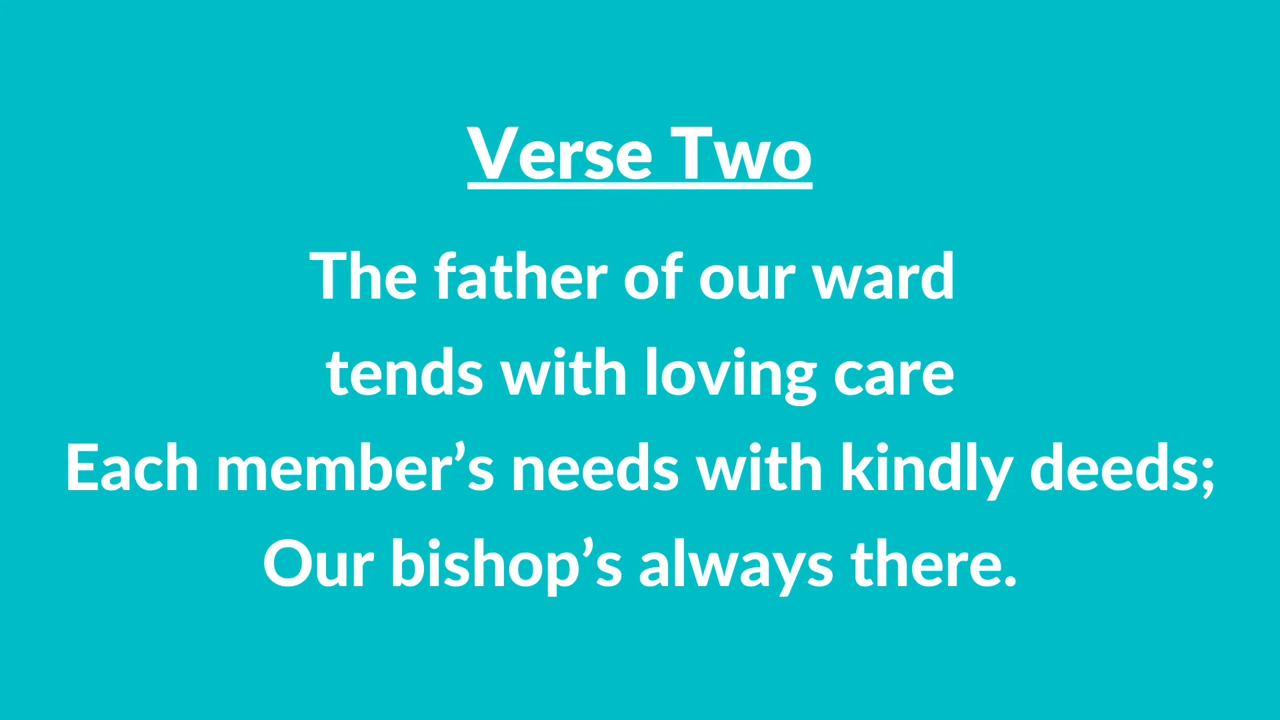 Verse Two
The father of our ward
tends with loving care
Each member’s needs with kindly deeds;
Our bishop’s always there.